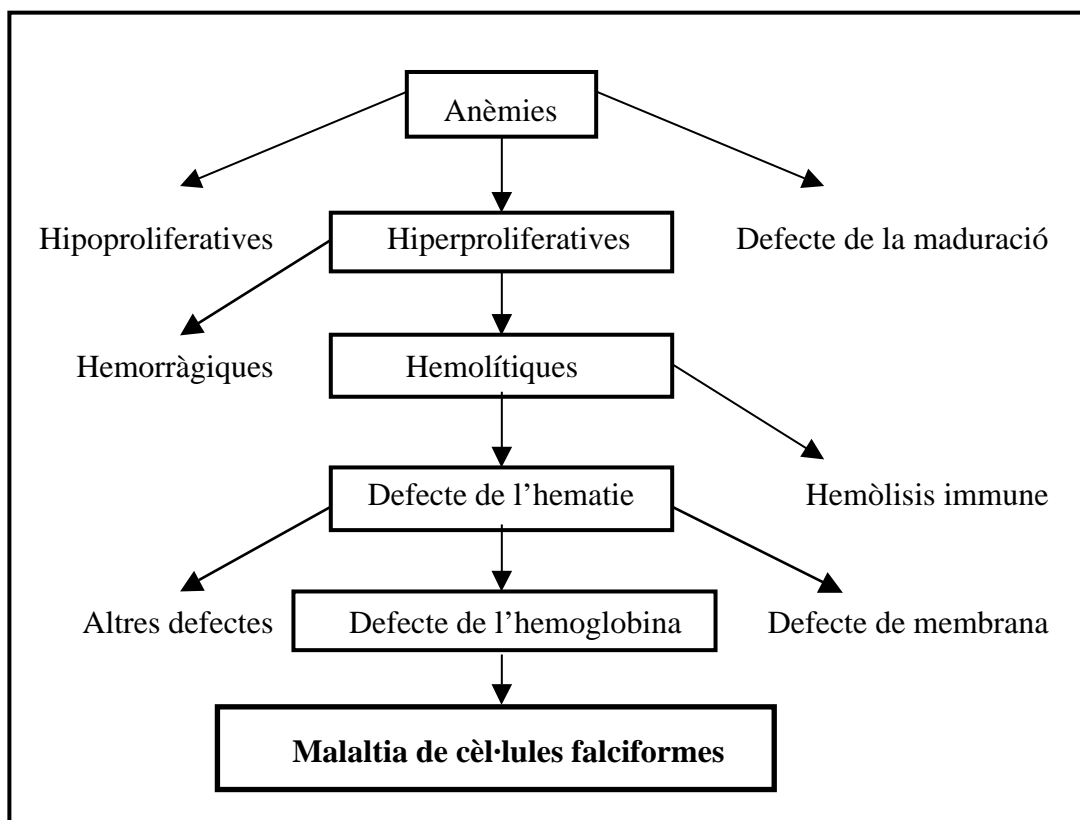 Anèmies
Hipoproliferatives
Hiperproliferatives
Defecte de la maduració
Hemorràgiques
Hemolítiques
Defecte de l’hematie
Hemòlisis immune
Altres defectes
Defecte de l’hemoglobina
Defecte de membrana
Malaltia de cèl·lules falciformes